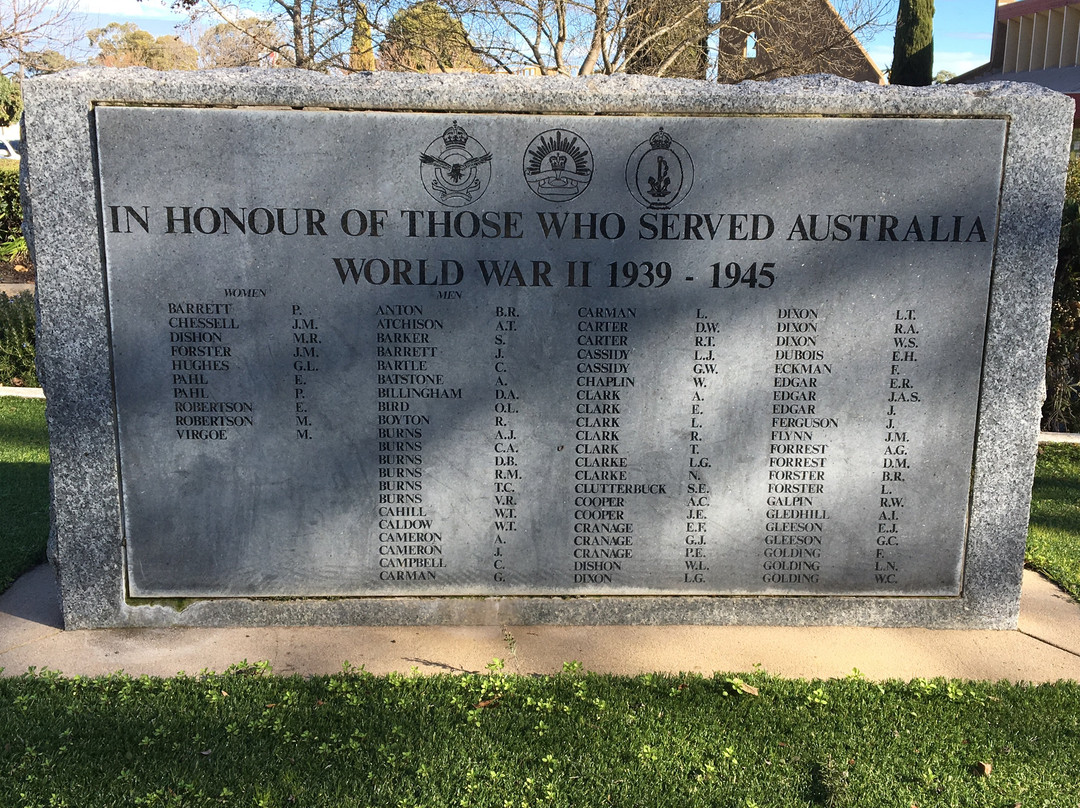 IN HONOUR OF THOSE WHO SERVED AUSTRALIA
WORLD WAR II 1939 - 1945
WOMEN
BARRETT P.
CHESSELL J.M.
DISHON M.R.
FORSTER J.M.
HUGHES G.L.
PAHL E.
PAHL P.
ROBERTSON E.
ROBERTSON M.
VIRGOE M.
MEN
ANTON B.R.
ATCHISON A.T.
BARKER S.
BARRETT J.
BARTLE C.
BATSTONE A.
BILLINGHAM D.A.
BIRD O.L.
BOYTON R.
BURNS A.J.
BURNS C.A.
BURNS D.B.
BURNS R.M.
BURNS T.C.
BURNS V.R.
CAHILL W.T.
CALDOW W.T.
CAMERON A.
CAMERON J.
CAMPBELL C.
CARMAN G.
CARMAN L.
CARTER D.W.
CARTER R.T.
CASSIDY L.J.
CASSIDY G.W.
CHAPLIN W.
CLARK A.
CLARK E.
CLARK L.
CLARK R.
o CLARK T.
CLARKE L.G.
CLARKE N.
CLUTTERBUCK S.E.
COOPER A.C.
COOPER J.E.
CRANAGE E.F.
CRANAGE G.J.
CRANAGE P.E.
DISHON W.L.
DIXON L.G.
DIXON L.T.
DIXON R.A.
DIXON W.S.
DUBOIS E.H.
ECKMAN F.
EDGAR E.R.
EDGAR J.A.S.
EDGAR J.
FERGUSON J.
FLYNN J.M.
FORREST A.G.
FORREST D.M.
FORSTER B.R.
FORSTER L.
GALPIN R.W.
GLEDHILL A.I.
GLEESON E.J.
GLEESON G.C.
GOLDING F.
GOLDING L.N.
GOLDING W.C.